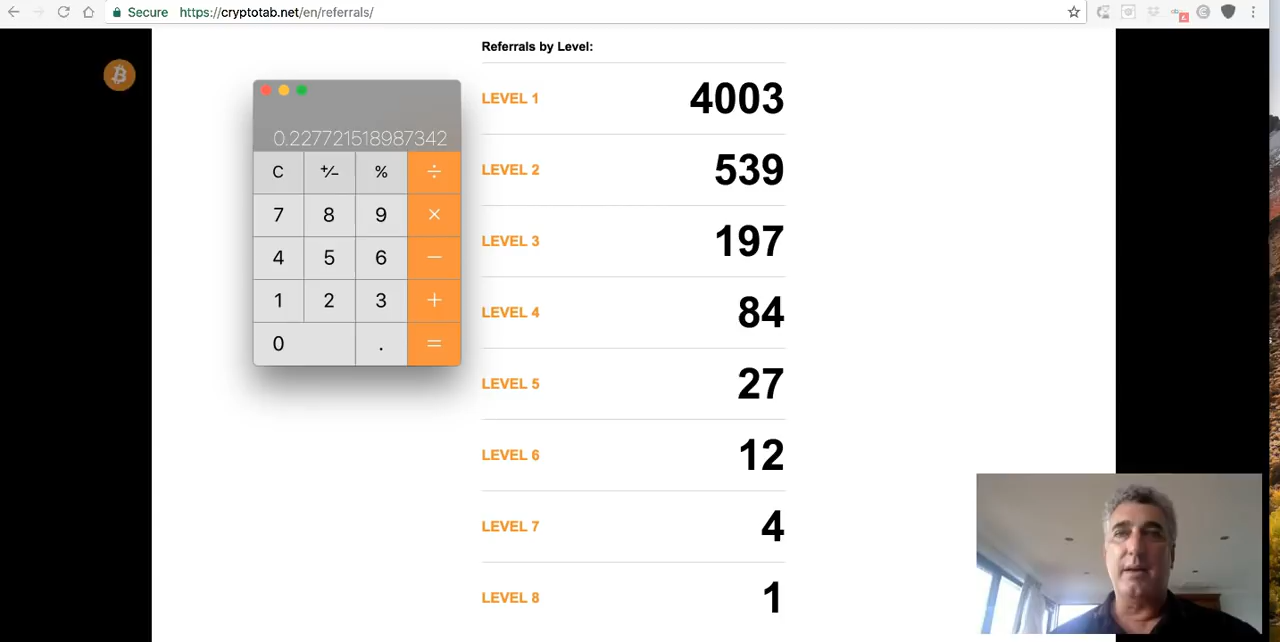 Secure https://cryptotab.net/en/referrals/
Referrals by Level:
LEVEL 1 4003
0.227721518987342
C +/− % ÷
7 8 9 ×
4 5 6 −
1 2 3 +
0 . =
LEVEL 2 539
LEVEL 3 197
LEVEL 4 84
LEVEL 5 27
LEVEL 6 12
LEVEL 7 4
LEVEL 8 1